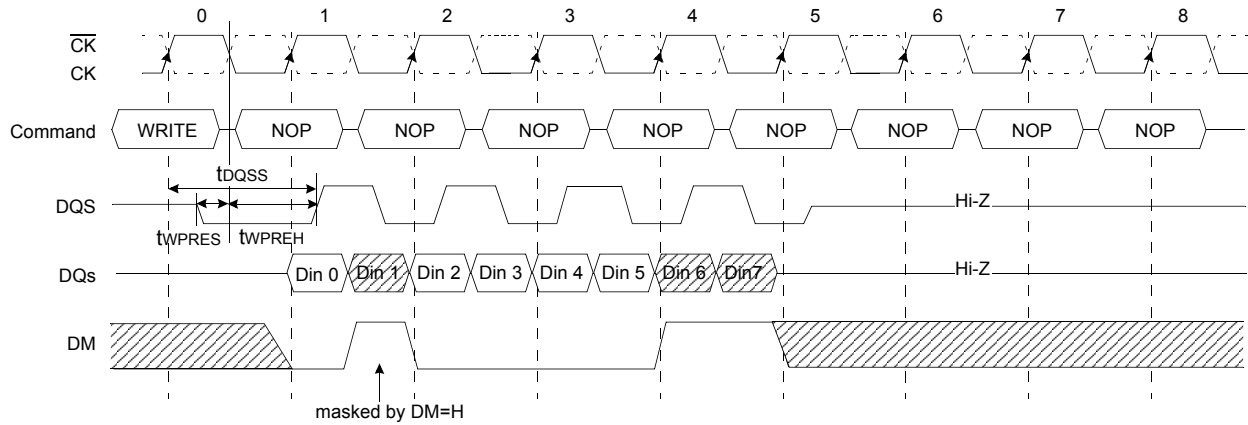 0 1 2 3 4 5 6 7 8
CK
CK
Command WRITE NOP NOP NOP NOP NOP NOP NOP NOP
tDQSS
DQS Hi-Z
tWPRES tWPREH
DQs Din 0 Din 1 Din 2 Din 3 Din 4 Din 5 Din 6 Din7 Hi-Z
DM
masked by DM=H